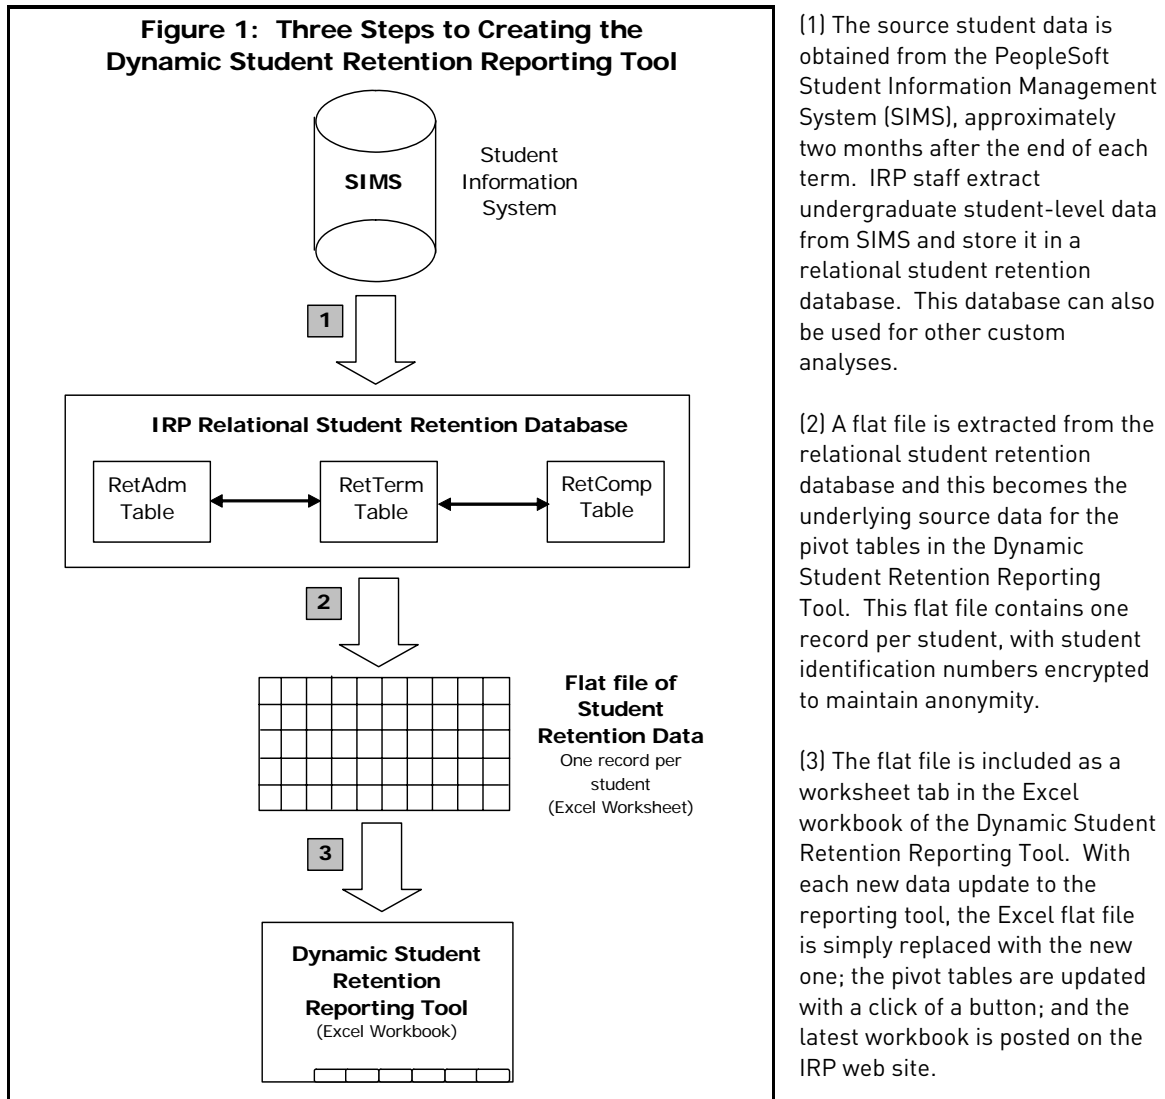 Figure 1: Three Steps to Creating the
Dynamic Student Retention Reporting Tool
SIMS
Student
Information
System
1
IRP Relational Student Retention Database
RetAdm
Table
RetTerm
Table
RetComp
Table
2
Flat file of
Student
Retention Data
One record per
student
(Excel Worksheet)
3
Dynamic Student
Retention
Reporting Tool
(Excel Workbook)
(1) The source student data is
obtained from the PeopleSoft
Student Information Management
System (SIMS), approximately
two months after the end of each
term. IRP staff extract
undergraduate student-level data
from SIMS and store it in a
relational student retention
database. This database can also
be used for other custom
analyses.
(2) A flat file is extracted from the
relational student retention
database and this becomes the
underlying source data for the
pivot tables in the Dynamic
Student Retention Reporting
Tool. This flat file contains one
record per student, with student
identification numbers encrypted
to maintain anonymity.
(3) The flat file is included as a
worksheet tab in the Excel
workbook of the Dynamic Student
Retention Reporting Tool. With
each new data update to the
reporting tool, the Excel flat file
is simply replaced with the new
one; the pivot tables are updated
with a click of a button; and the
latest workbook is posted on the
IRP web site.